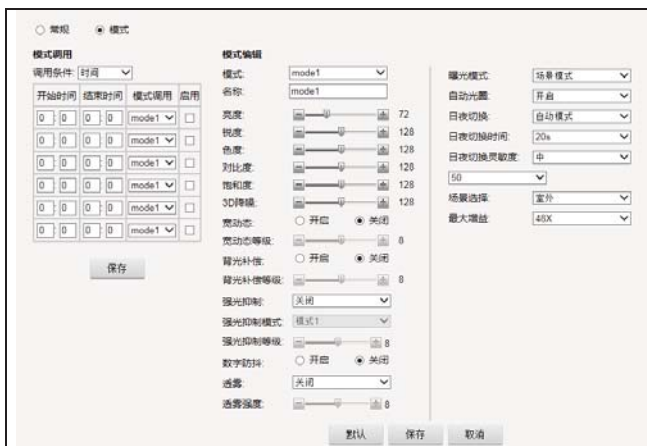 常规 模式
模式调用
调用条件: 时间
开始时间 结束时间 模式调用 启用
0 : 0 0 : 0 mode1
0 : 0 0 : 0 mode1
0 : 0 0 : 0 mode1
0 : 0 0 : 0 mode1
0 : 0 0 : 0 mode1
0 : 0 0 : 0 mode1
保存
模式编辑
模式: mode1
名称: mode1
亮度: 72
锐度: 128
色度: 128
对比度: 128
饱和度: 128
3D降噪: 128
宽动态: 开启 关闭
宽动态等级: 8
背光补偿: 开启 关闭
背光补偿等级: 8
强光抑制: 关闭
强光抑制模式: 模式1
强光抑制等级: 8
数字防抖: 开启 关闭
透雾: 关闭
透雾强度: 8
曝光模式: 场景模式
自动光圈: 开启
日夜切换: 自动模式
日夜切换时间: 20s
日夜切换灵敏度: 中
50
场景选择: 室外
最大增益: 48X
默认 保存 取消